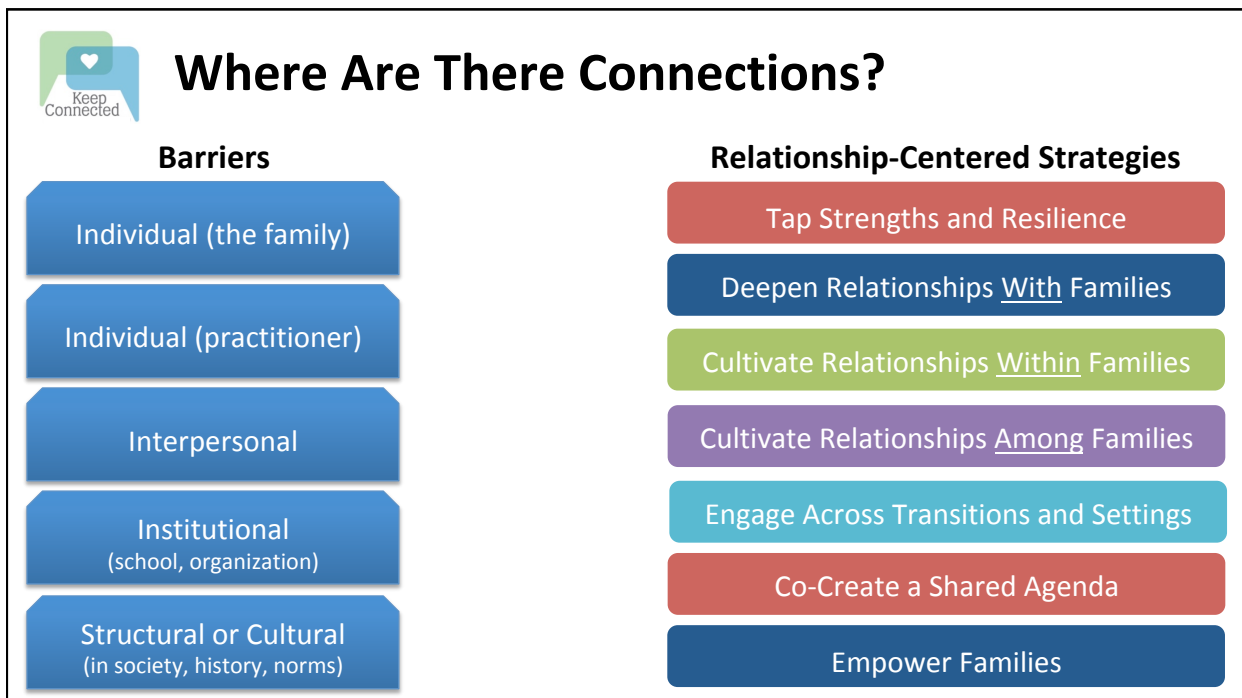 Keep
Connected
Where Are There Connections?
Barriers
Individual (the family)
Individual (practitioner)
Interpersonal
Institutional
(school, organization)
Structural or Cultural
(in society, history, norms)
Relationship-Centered Strategies
Tap Strengths and Resilience
Deepen Relationships With Families
Cultivate Relationships Within Families
Cultivate Relationships Among Families
Engage Across Transitions and Settings
Co-Create a Shared Agenda
Empower Families